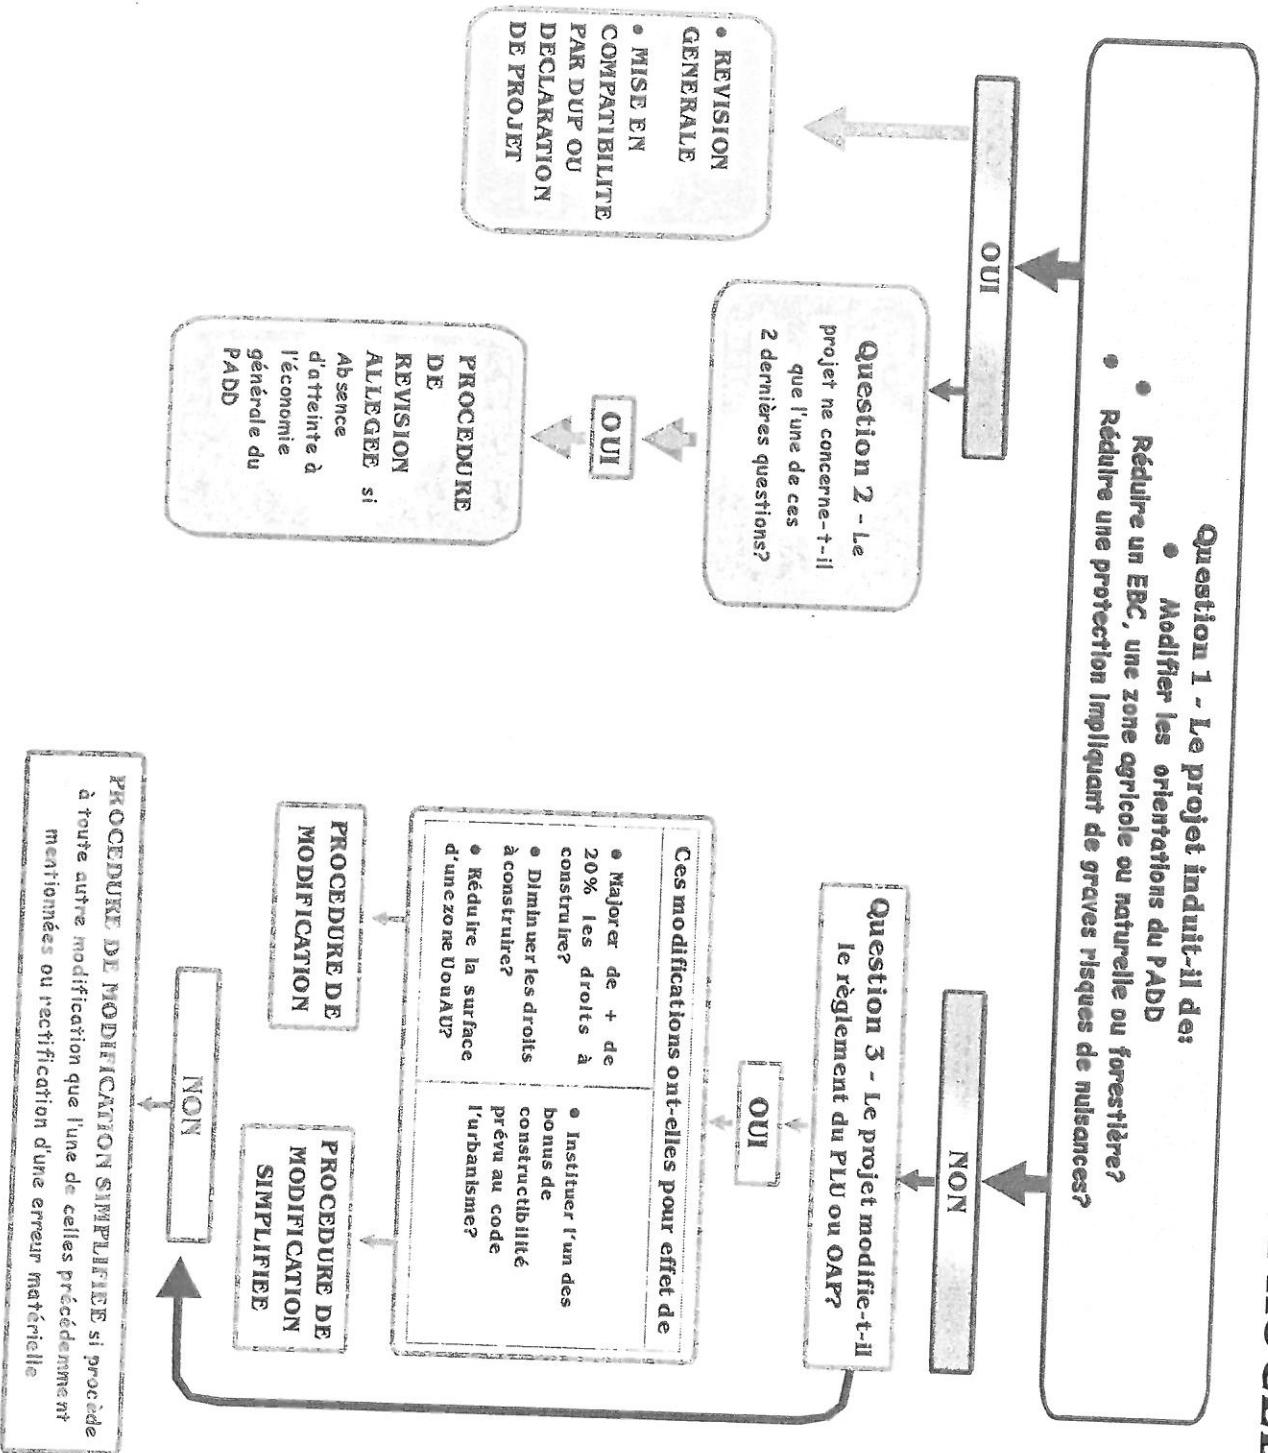 Question 1 - Le projet induit-il de:
• Modifier les orientations du PADD
• Réduire un EBC, une zone agricole ou naturelle ou forestière?
• Réduire une protection impliquant de graves risques de nuisances?
OUI
• REVISION
GENERALE
• MISE EN
COMPATIBILITE
PAR DUP OU
DECLARATION
DE PROJET
Question 2 - Le
projet ne concerne-t-il
que l'une de ces
2 dernières questions?
OUI
PROCEDURE
DE
REVISION
ALLEGEE si
Absence
d'atteinte à
l'économie
générale du
PADD
NON
Question 3 - Le projet modifie-t-il
le règlement du PLU ou OAP?
OUI
Ces modifications ont-elles pour effet de
• Majorer de + de
20% les droits à
construire?
• Diminuer les droits
à construire?
• Réduire la surface
d'une zone U ou AU?
• Instituer l'un des
bonus de
constructibilité
prévu au code
l'urbanisme?
PROCEDURE DE
MODIFICATION
PROCEDURE DE
MODIFICATION
SIMPLIFIEE
NON
PROCEDURE DE MODIFICATION SIMPLIFIEE si procède
à toute autre modification que l'une de celles précédemment
mentionnées ou rectification d'une erreur matérielle